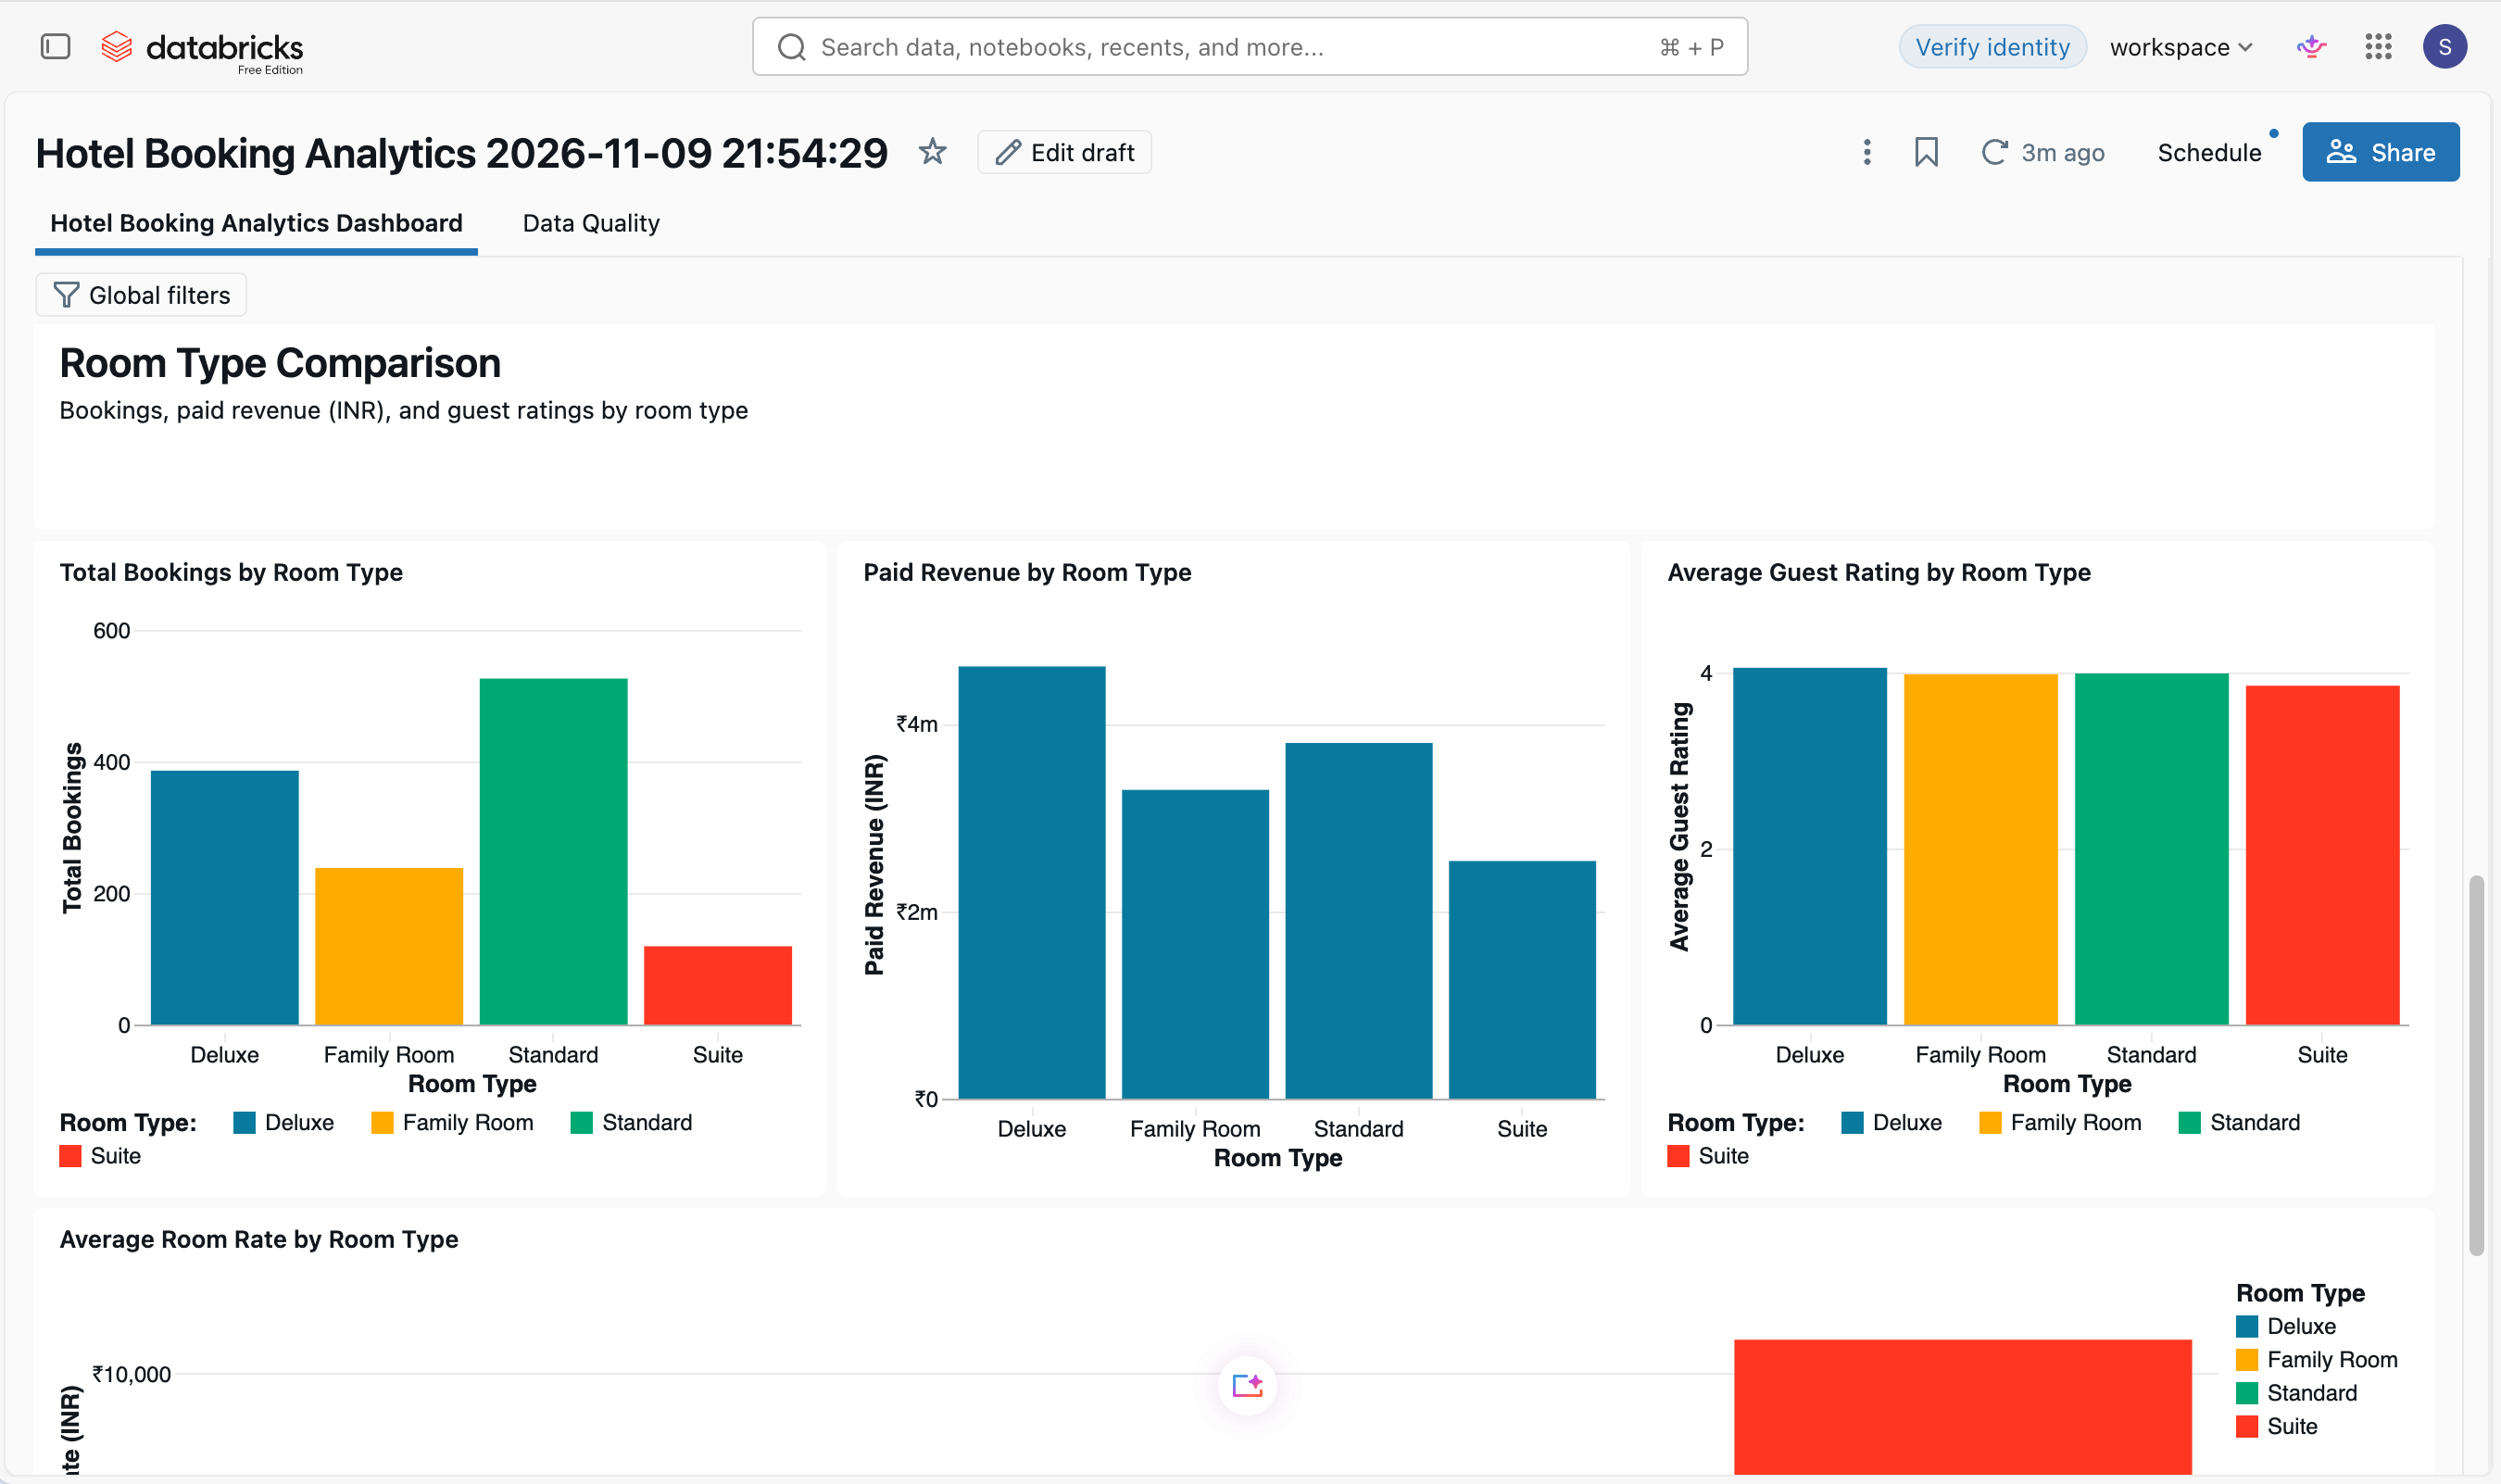 databricks
Free Edition
Search data, notebooks, recents, and more...
⌘ + P
Verify identity
workspace
S
Hotel Booking Analytics 2026-11-09 21:54:29
Edit draft
3m ago
Schedule
Share
Hotel Booking Analytics Dashboard
Data Quality
Global filters
Room Type Comparison
Bookings, paid revenue (INR), and guest ratings by room type
Total Bookings by Room Type
600
400
200
0
Total Bookings
Deluxe
Family Room
Standard
Suite
Room Type
Room Type:
Deluxe
Family Room
Standard
Suite
Paid Revenue by Room Type
₹4m
₹2m
₹0
Paid Revenue (INR)
Deluxe
Family Room
Standard
Suite
Room Type
Average Guest Rating by Room Type
4
2
0
Average Guest Rating
Deluxe
Family Room
Standard
Suite
Room Type
Room Type:
Deluxe
Family Room
Standard
Suite
Average Room Rate by Room Type
₹10,000
(INR)
Room Type
Deluxe
Family Room
Standard
Suite